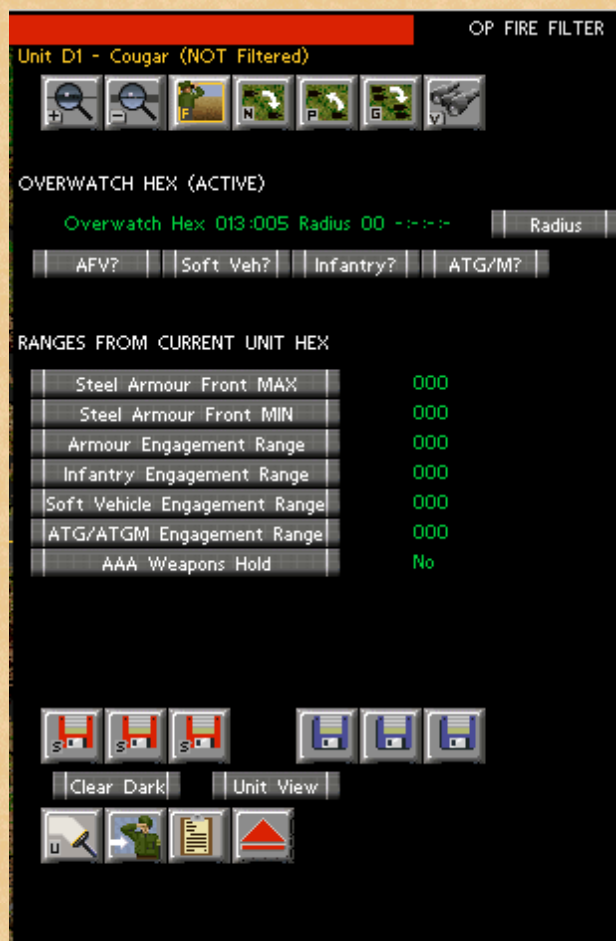 OP FIRE FILTER
Unit D1 - Cougar (NOT Filtered)
+ - F N P G V
OVERWATCH HEX (ACTIVE)
Overwatch Hex 013:005 Radius 00 -:-:-:- Radius
AFV? Soft Veh? Infantry? ATG/M?
RANGES FROM CURRENT UNIT HEX
Steel Armour Front MAX 000
Steel Armour Front MIN 000
Armour Engagement Range 000
Infantry Engagement Range 000
Soft Vehicle Engagement Range 000
ATG/ATGM Engagement Range 000
AAA Weapons Hold No
S S S
Clear Dark Unit View
U